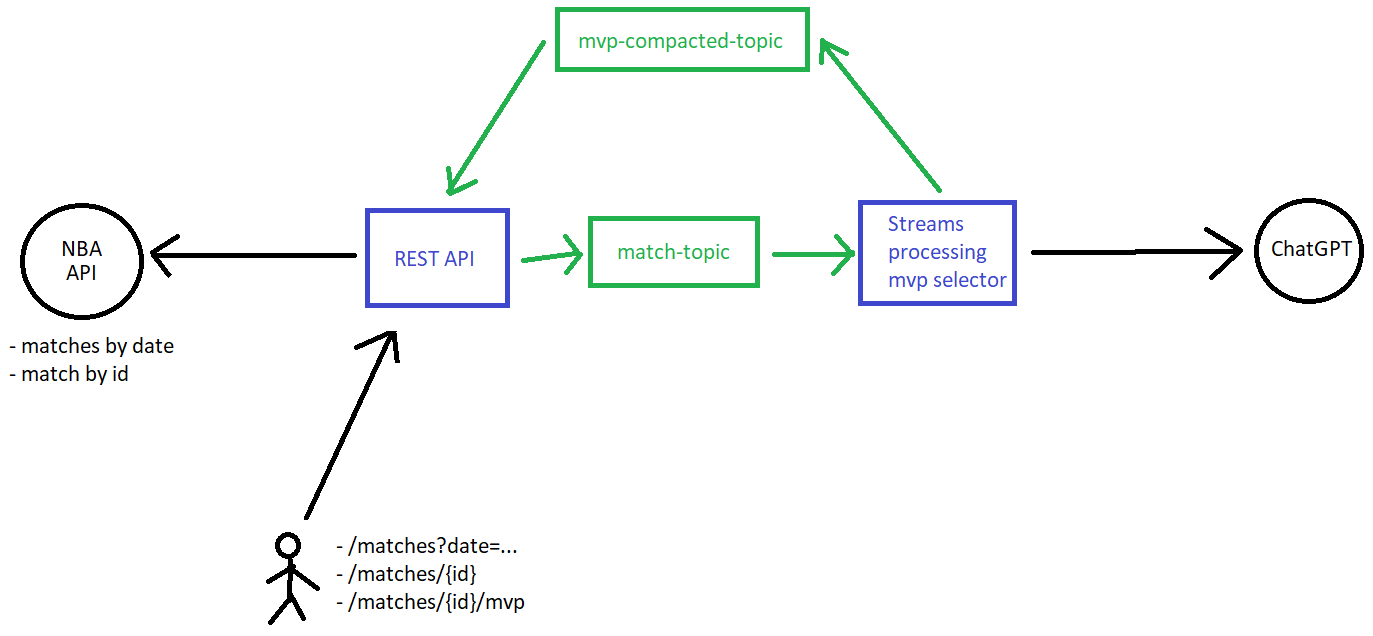 mvp-compacted-topic
NBA
API
REST API
match-topic
Streams
processing
mvp selector
ChatGPT
- matches by date
- match by id
- /matches?date=...
- /matches/{id}
- /matches/{id}/mvp